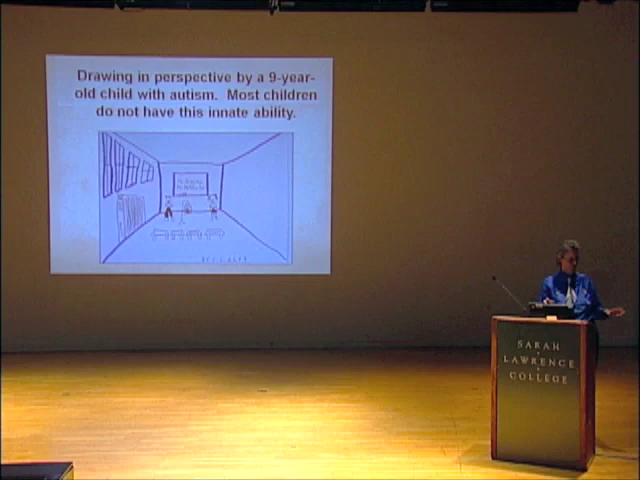 Drawing in perspective by a 9-year-
old child with autism. Most children
do not have this innate ability.
SARAH
LAWRENCE
COLLEGE